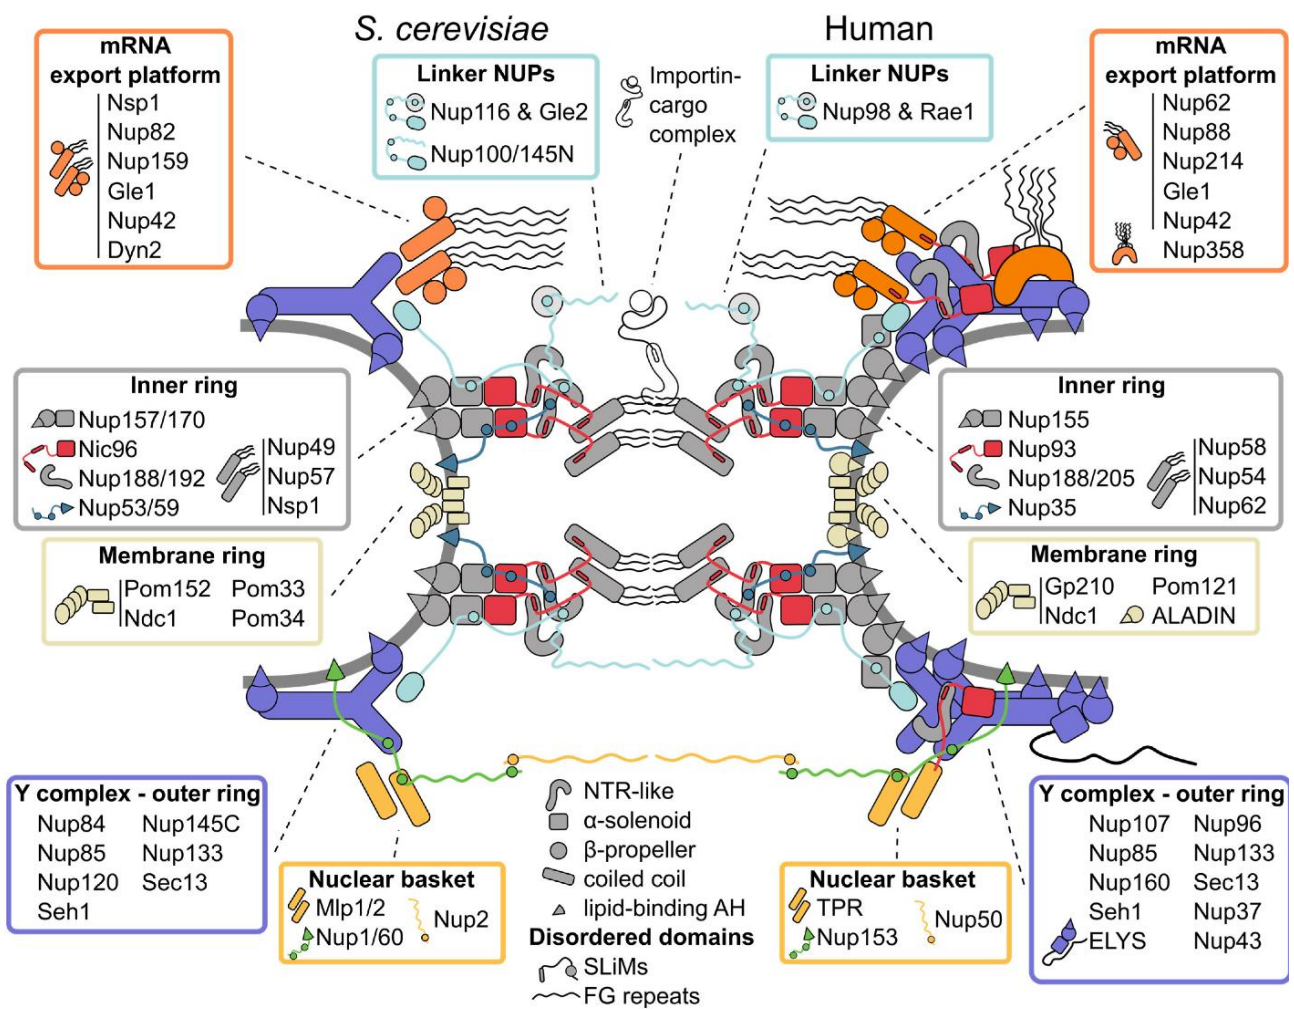 S. cerevisiae
Human
mRNA
export platform
Nsp1
Nup82
Nup159
Gle1
Nup42
Dyn2
Linker NUPs
Nup116 & Gle2
Nup100/145N
Importin-
cargo
complex
Linker NUPs
Nup98 & Rae1
mRNA
export platform
Nup62
Nup88
Nup214
Gle1
Nup42
Nup358
Inner ring
Nup157/170
Nic96
Nup188/192
Nup53/59
Nup49
Nup57
Nsp1
Inner ring
Nup155
Nup93
Nup188/205
Nup35
Nup58
Nup54
Nup62
Membrane ring
Pom152 Pom33
Ndc1 Pom34
Membrane ring
Gp210 Pom121
Ndc1 ALADIN
Y complex - outer ring
Nup84 Nup145C
Nup85 Nup133
Nup120 Sec13
Seh1
Nuclear basket
Mlp1/2
Nup1/60
Nup2
NTR-like
α-solenoid
β-propeller
coiled coil
lipid-binding AH
Disordered domains
SLiMs
FG repeats
Nuclear basket
TPR
Nup153
Nup50
Y complex - outer ring
Nup107 Nup96
Nup85 Nup133
Nup160 Sec13
Seh1 Nup37
ELYS Nup43